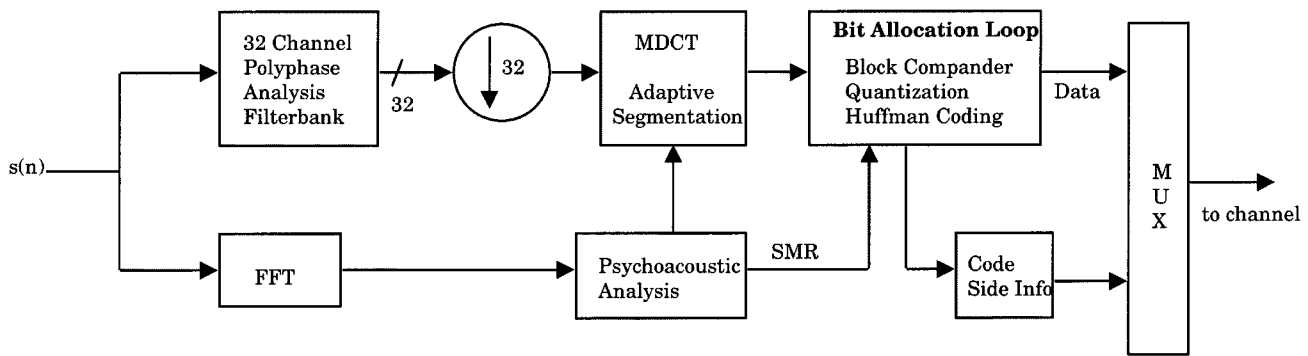 32 Channel
Polyphase
Analysis
Filterbank
32
32
MDCT
Adaptive
Segmentation
Bit Allocation Loop
Block Compander
Quantization
Huffman Coding
Data
s(n)
M
U
X
to channel
FFT
Psychoacoustic
Analysis
SMR
Code
Side Info